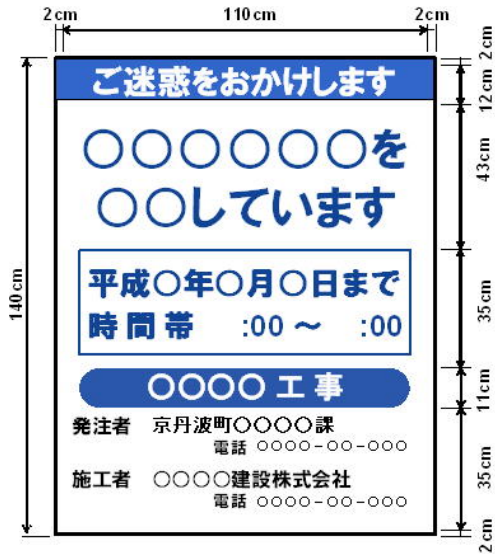 2cm 110cm 2cm
2cm
ご迷惑をおかけします
12cm
○○○○○○を
○○しています
43cm
140cm
平成○年○月○日まで
時間帯 :00～ :00
35cm
○○○○工事
11cm
発注者 京丹波町○○○○課
電話 ○○○○-○○-○○○
施工者 ○○○○建設株式会社
電話 ○○○○-○○-○○○
35cm
2cm